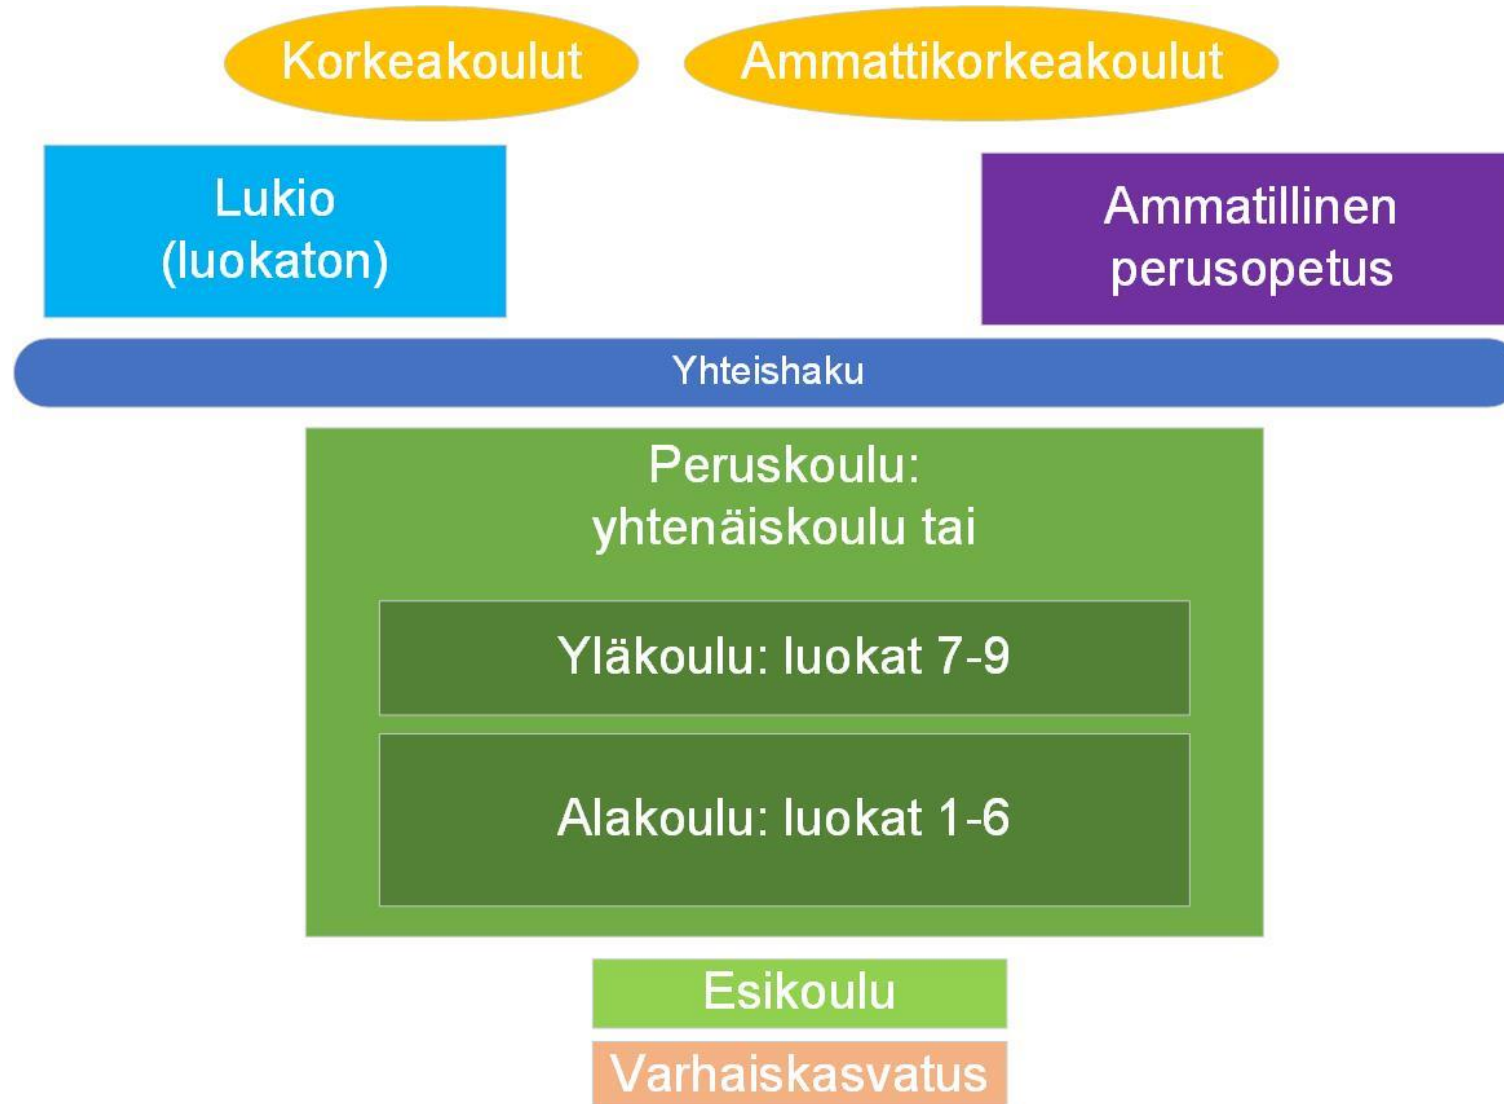 Korkeakoulut
Ammattikorkeakoulut
Lukio
(luokaton)
Ammatillinen
perusopetus
Yhteishaku
Peruskoulu:
yhtenäiskoulu tai
Yläkoulu: luokat 7-9
Alakoulu: luokat 1-6
Esikoulu
Varhaiskasvatus